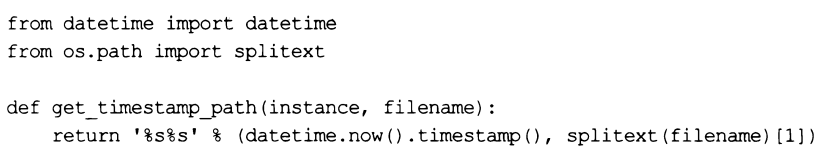 from datetime import datetime
from os.path import splitext
def get_timestamp_path(instance, filename):
return '%s%s' % (datetime.now().timestamp(), splitext(filename)[1])